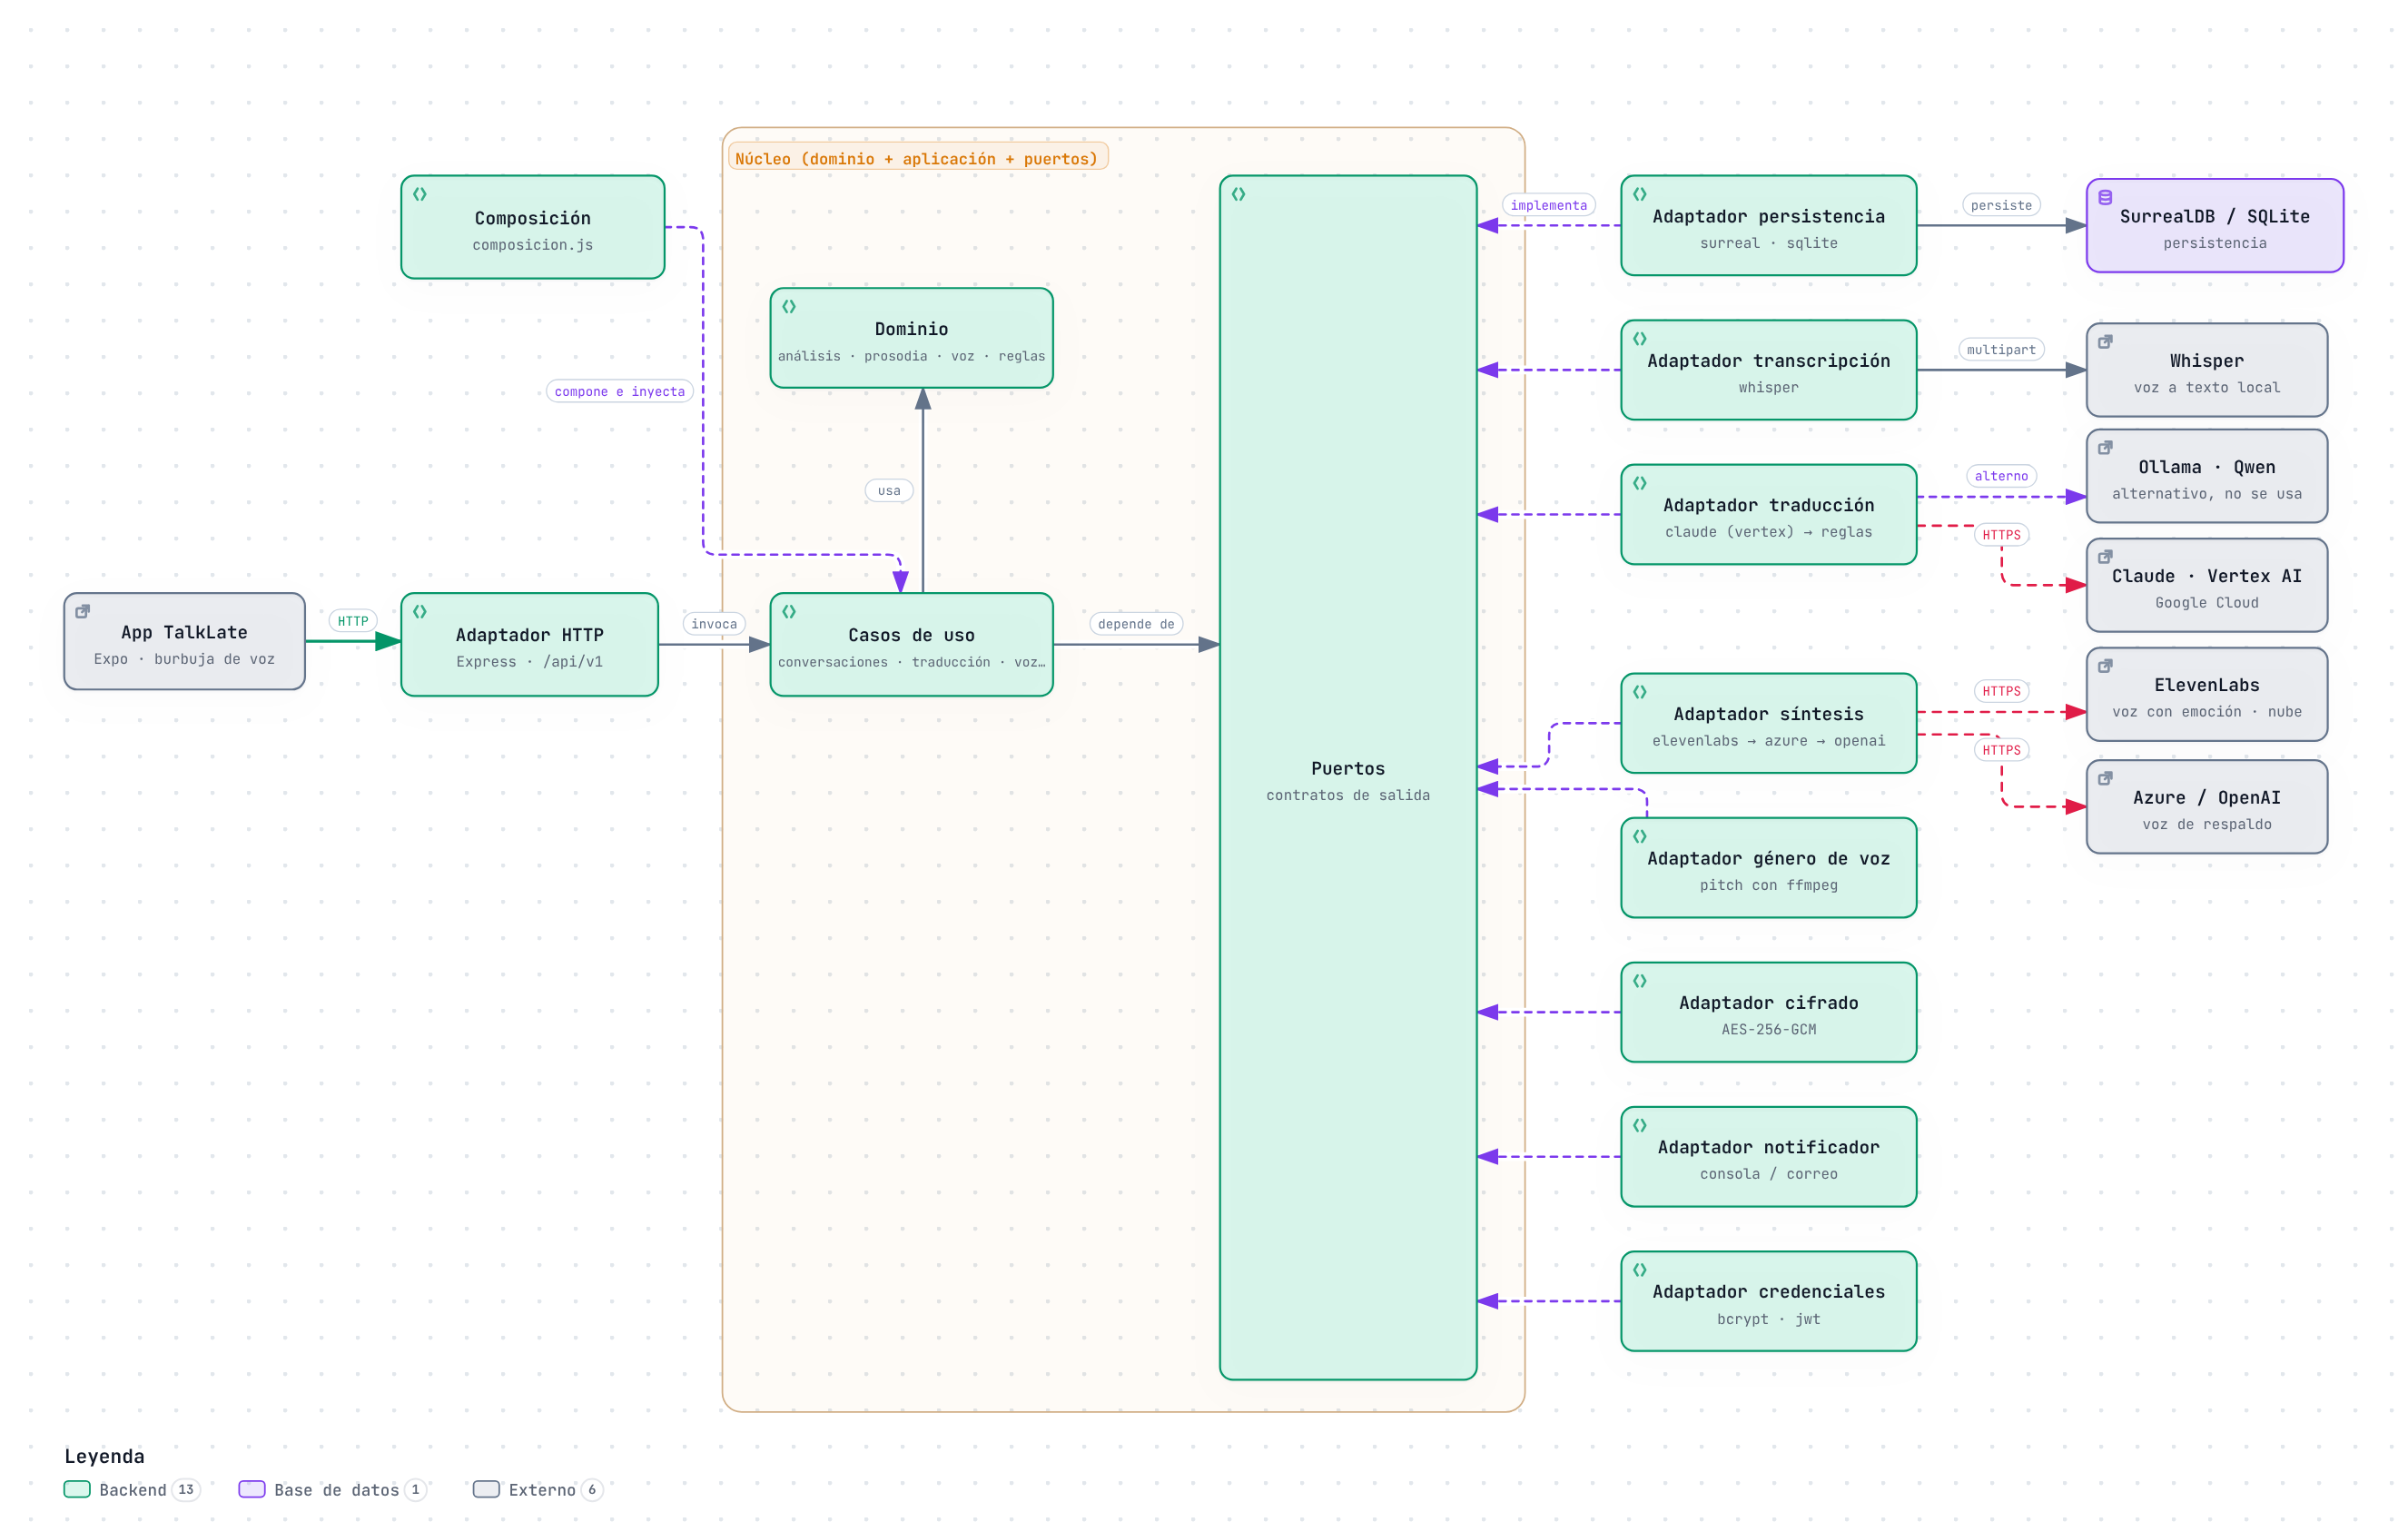 Núcleo (dominio + aplicación + puertos)
Composición
composicion.js
compone e inyecta
Dominio
análisis · prosodia · voz · reglas
usa
App TalkLate
Expo · burbuja de voz
HTTP
Adaptador HTTP
Express · /api/v1
invoca
Casos de uso
conversaciones · traducción · voz…
depende de
Puertos
contratos de salida
implementa
Adaptador persistencia
surreal · sqlite
persiste
SurrealDB / SQLite
persistencia
Adaptador transcripción
whisper
multipart
Whisper
voz a texto local
Adaptador traducción
claude (vertex) → reglas
alterno
Ollama · Qwen
alternativo, no se usa
HTTPS
Claude · Vertex AI
Google Cloud
Adaptador síntesis
elevenlabs → azure → openai
HTTPS
ElevenLabs
voz con emoción · nube
HTTPS
Azure / OpenAI
voz de respaldo
Adaptador género de voz
pitch con ffmpeg
Adaptador cifrado
AES-256-GCM
Adaptador notificador
consola / correo
Adaptador credenciales
bcrypt · jwt
Leyenda
Backend 13
Base de datos 1
Externo 6